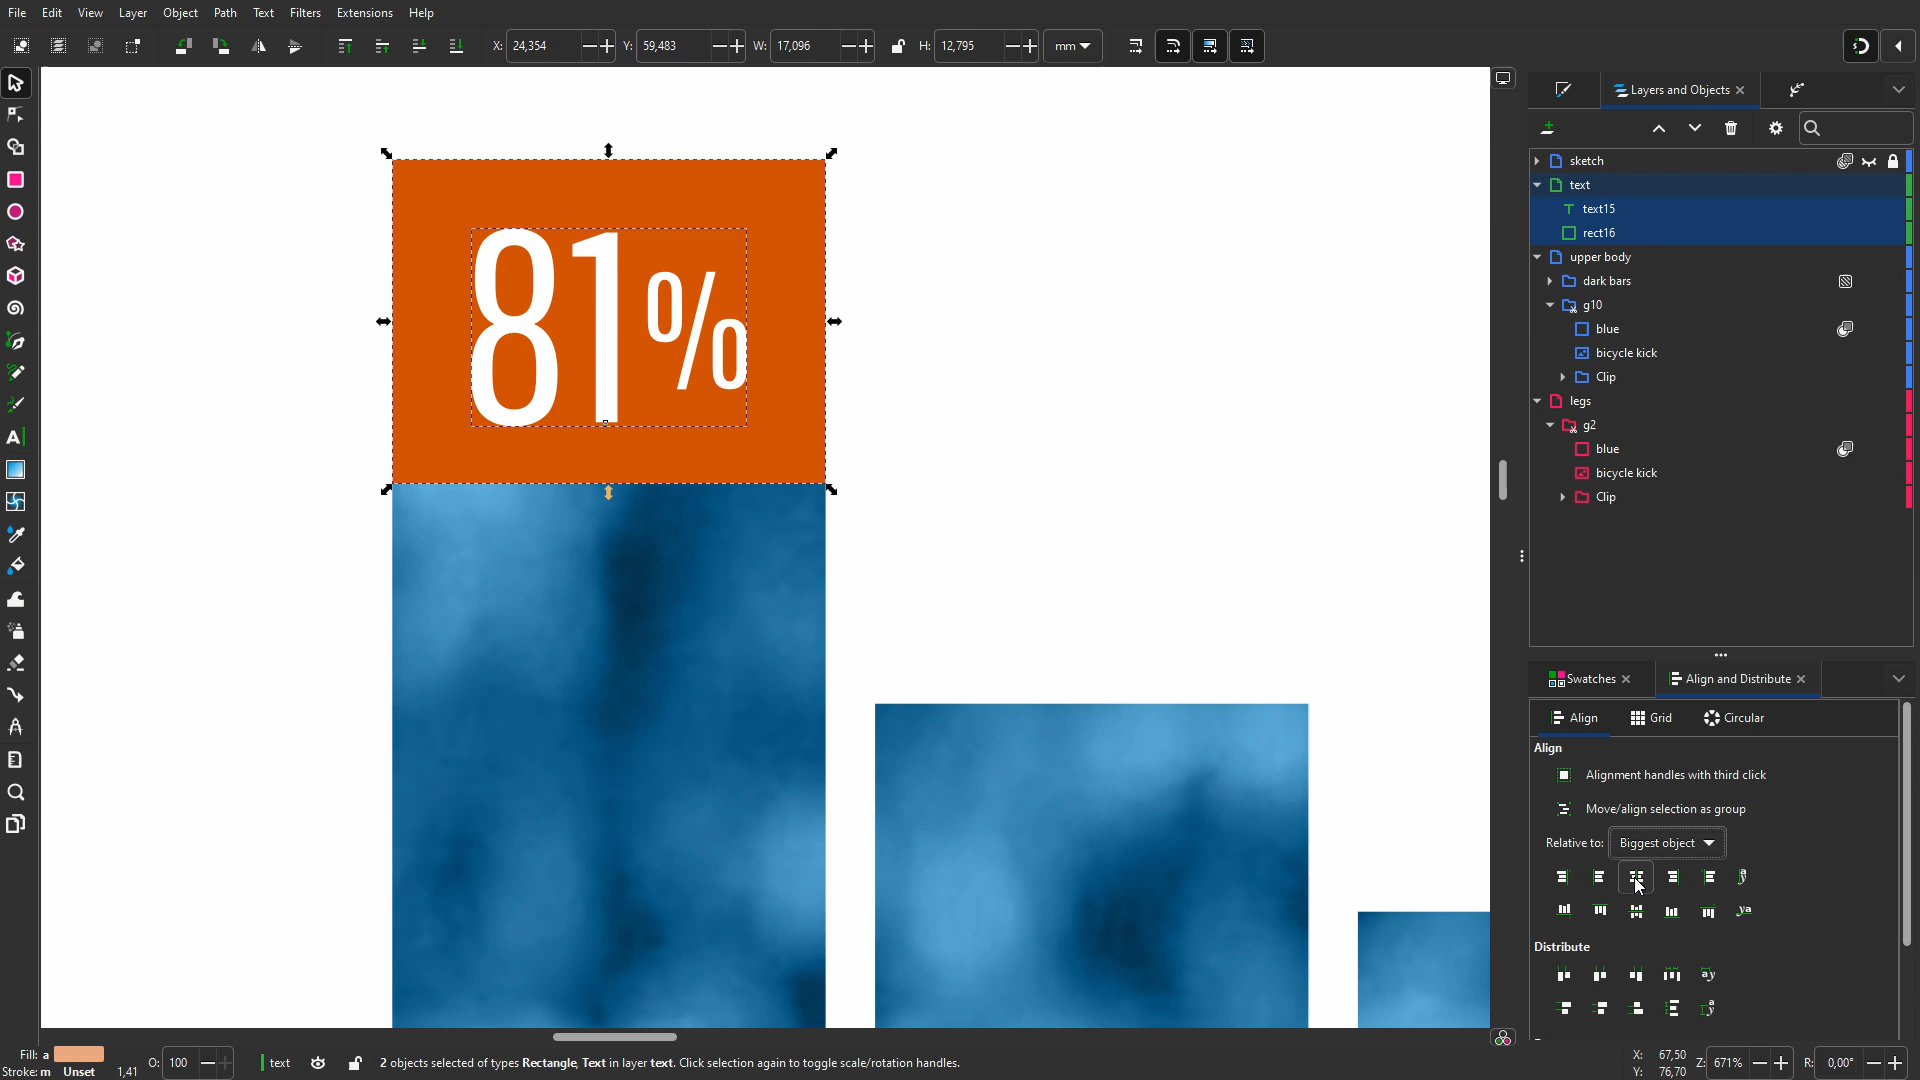 File Edit View Layer Object Path Text Filters Extensions Help
X: 24,354 Y: 59,483 W: 17,096 H: 12,795 mm
Layers and Objects
sketch
text
text15
rect16
upper body
dark bars
g10
blue
bicycle kick
Clip
legs
g2
blue
bicycle kick
Clip
81%
Swatches Align and Distribute
Align Grid Circular
Align
Alignment handles with third click
Move/align selection as group
Relative to: Biggest object
Distribute
Fill: a
Stroke: m Unset 1,41
O: 100
text
2 objects selected of types Rectangle, Text in layer text. Click selection again to toggle scale/rotation handles.
X: 67,50
Y: 76,70
Z: 671%
R: 0,00°